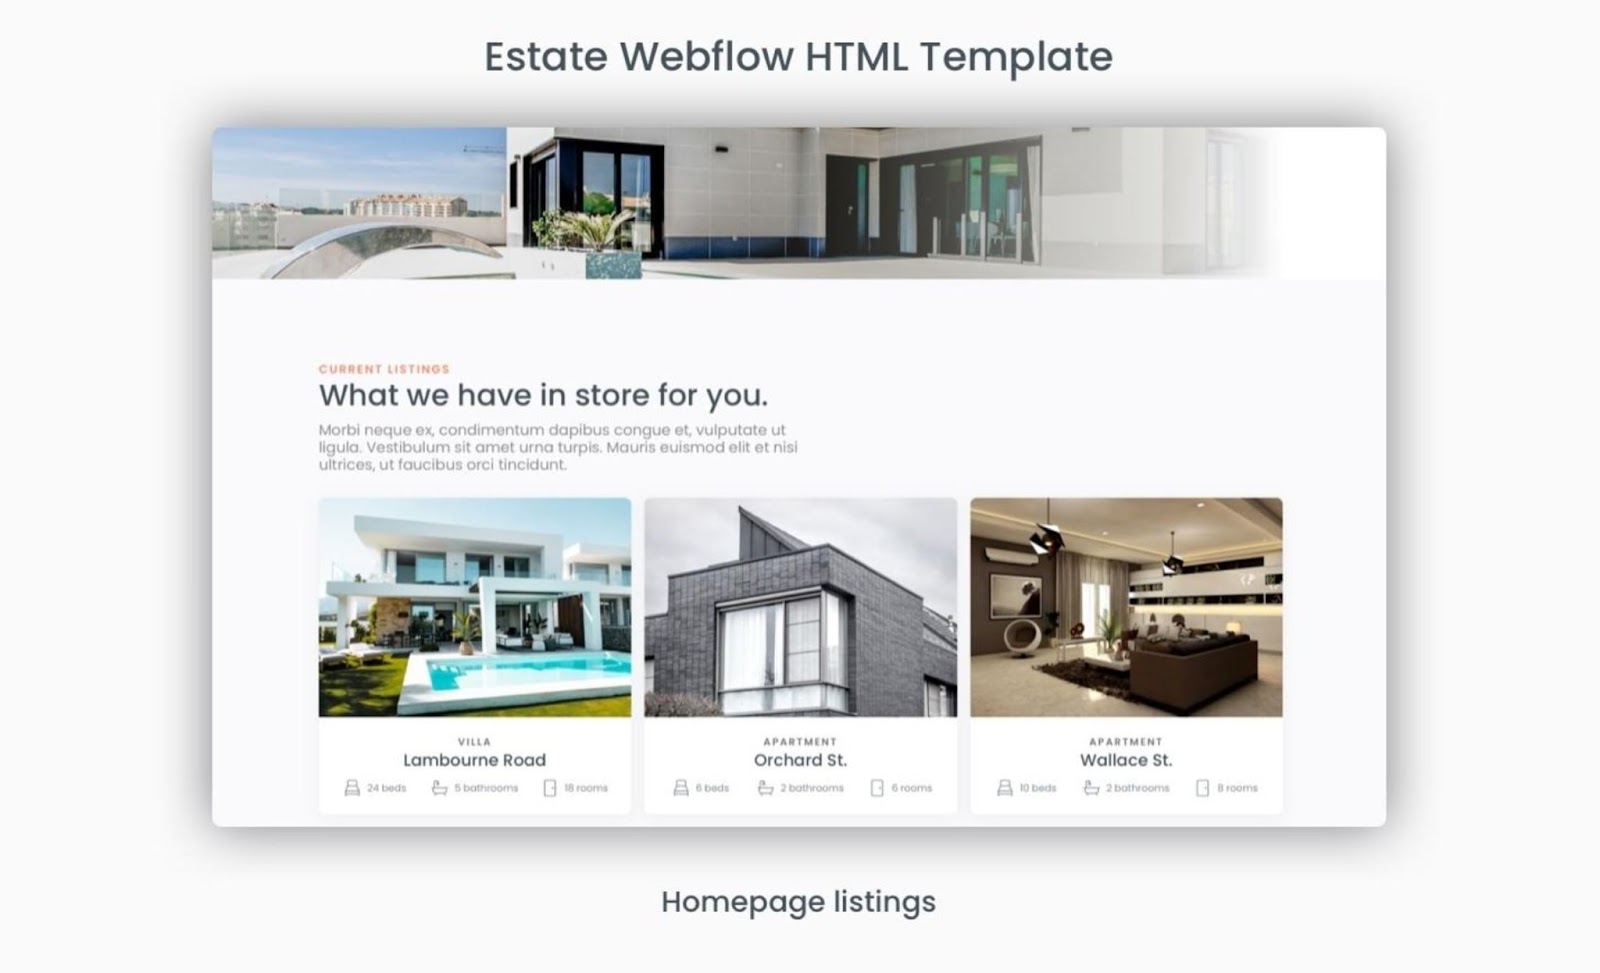 Estate Webflow HTML Template
CURRENT LISTINGS
What we have in store for you.
Morbi neque ex, condimentum dapibus congue et, vulputate ut
ligula. Vestibulum sit amet urna turpis. Mauris euismod elit et nisi
ultrices, ut faucibus orci tincidunt.
VILLA
Lambourne Road
24 beds 5 bathrooms 18 rooms
APARTMENT
Orchard St.
6 beds 2 bathrooms 6 rooms
APARTMENT
Wallace St.
10 beds 2 bathrooms 8 rooms
Homepage listings